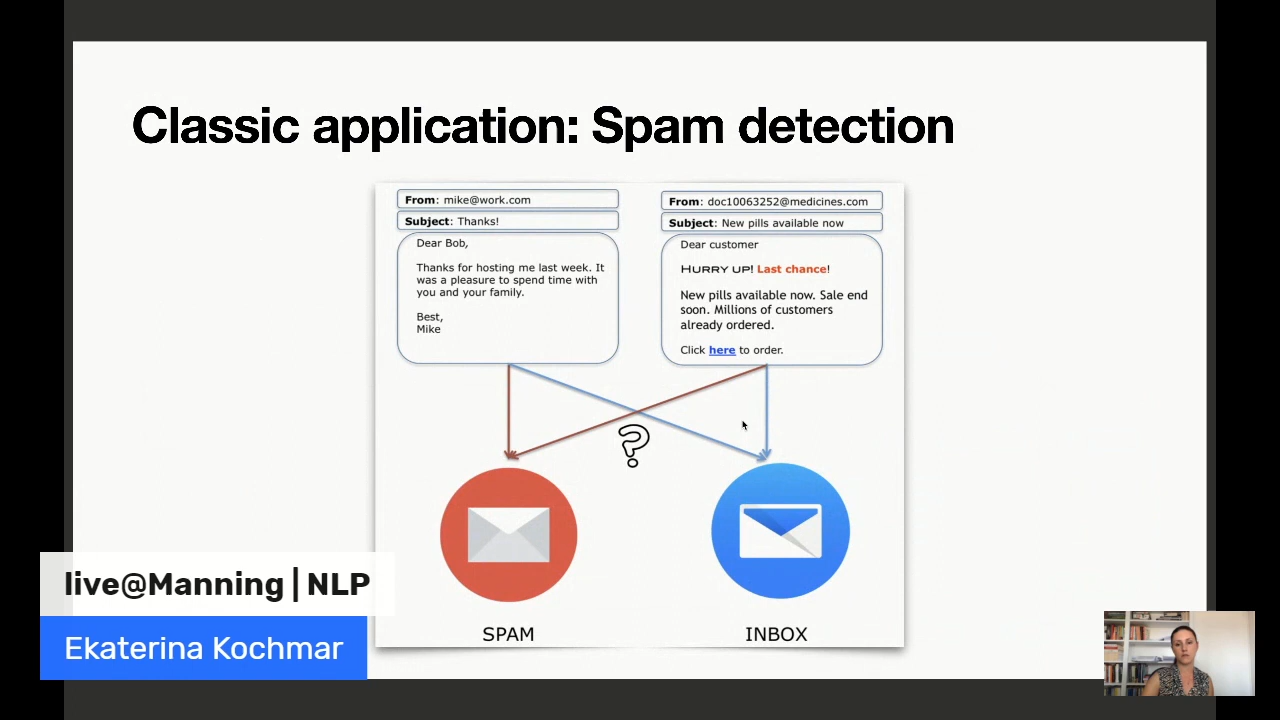 Classic application: Spam detection
From: mike@work.com
Subject: Thanks!
Dear Bob,
Thanks for hosting me last week. It
was a pleasure to spend time with
you and your family.
Best,
Mike
From: doc10063252@medicines.com
Subject: New pills available now
Dear customer
HURRY UP! Last chance!
New pills available now. Sale end
soon. Millions of customers
already ordered.
Click here to order.
?
SPAM
INBOX
live@Manning | NLP
Ekaterina Kochmar